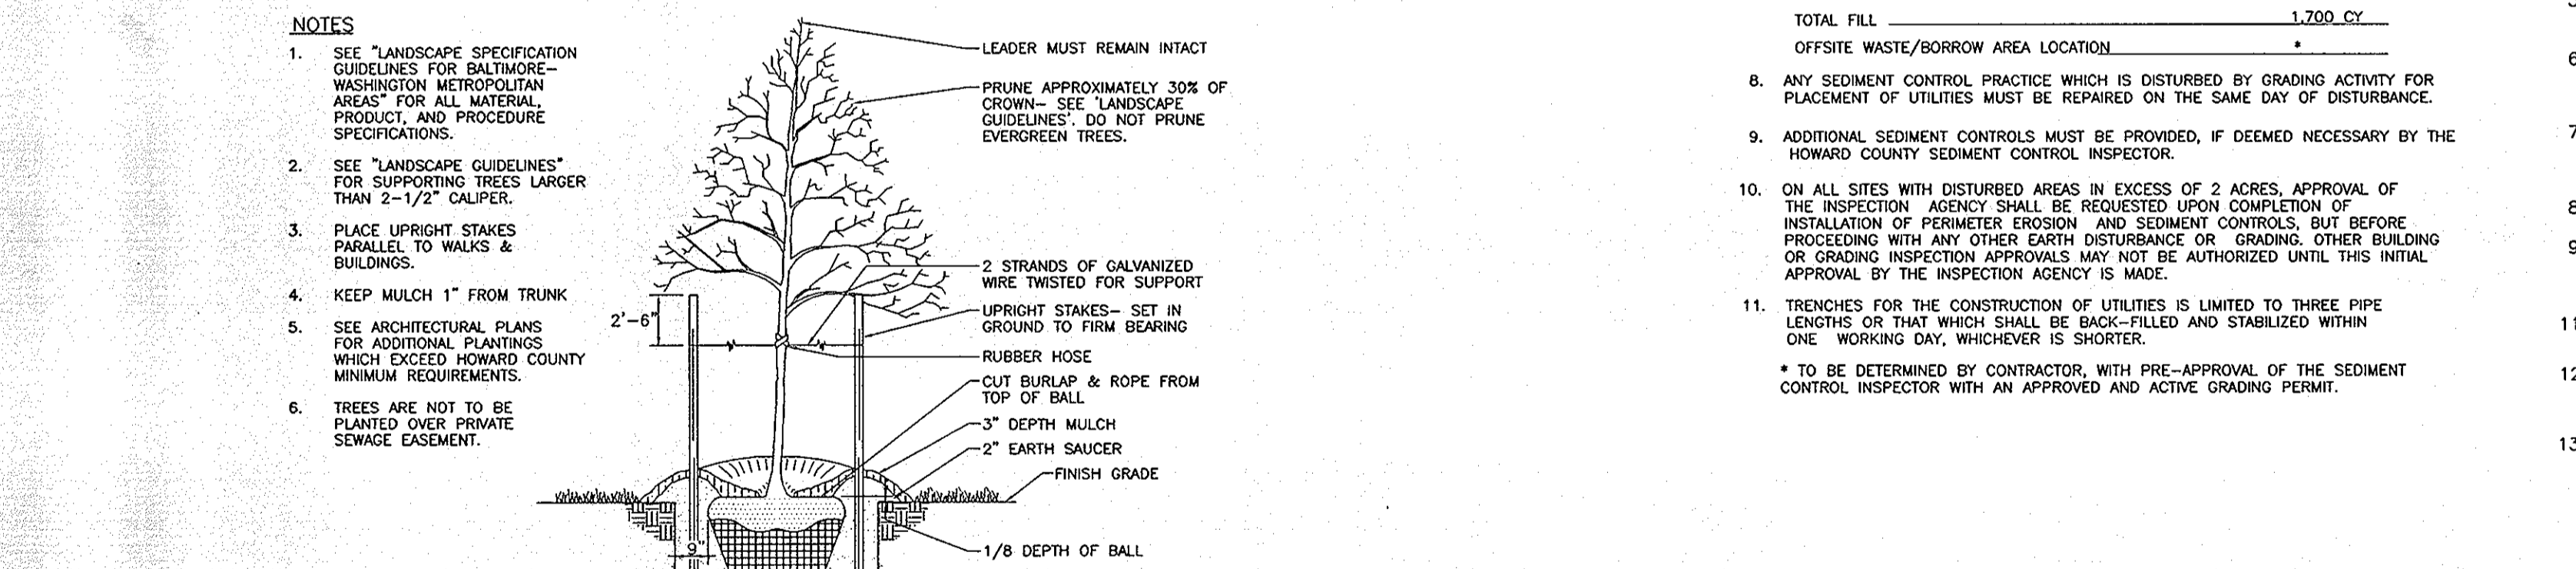 NOTES
1. SEE "LANDSCAPE SPECIFICATION
GUIDELINES FOR BALTIMORE-
WASHINGTON METROPOLITAN
AREAS" FOR ALL MATERIAL,
PRODUCT, AND PROCEDURE
SPECIFICATIONS.
2. SEE "LANDSCAPE GUIDELINES"
FOR SUPPORTING TREES LARGER
THAN 2-1/2" CALIPER.
3. PLACE UPRIGHT STAKES
PARALLEL TO WALKS &
BUILDINGS.
4. KEEP MULCH 1" FROM TRUNK
5. SEE ARCHITECTURAL PLANS
FOR ADDITIONAL PLANTINGS
WHICH EXCEED HOWARD COUNTY
MINIMUM REQUIREMENTS.
6. TREES ARE NOT TO BE
PLANTED OVER PRIVATE
SEWAGE EASEMENT.
LEADER MUST REMAIN INTACT
PRUNE APPROXIMATELY 30% OF
CROWN- SEE 'LANDSCAPE
GUIDELINES'. DO NOT PRUNE
EVERGREEN TREES.
2 STRANDS OF GALVANIZED
WIRE TWISTED FOR SUPPORT
2'-6"
UPRIGHT STAKES- SET IN
GROUND TO FIRM BEARING
RUBBER HOSE
CUT BURLAP & ROPE FROM
TOP OF BALL
3" DEPTH MULCH
2" EARTH SAUCER
FINISH GRADE
9"
1/8 DEPTH OF BALL
TOTAL FILL 1,700 CY
OFFSITE WASTE/BORROW AREA LOCATION *
8. ANY SEDIMENT CONTROL PRACTICE WHICH IS DISTURBED BY GRADING ACTIVITY FOR
PLACEMENT OF UTILITIES MUST BE REPAIRED ON THE SAME DAY OF DISTURBANCE.
9. ADDITIONAL SEDIMENT CONTROLS MUST BE PROVIDED, IF DEEMED NECESSARY BY THE
HOWARD COUNTY SEDIMENT CONTROL INSPECTOR.
10. ON ALL SITES WITH DISTURBED AREAS IN EXCESS OF 2 ACRES, APPROVAL OF
THE INSPECTION AGENCY SHALL BE REQUESTED UPON COMPLETION OF
INSTALLATION OF PERIMETER EROSION AND SEDIMENT CONTROLS, BUT BEFORE
PROCEEDING WITH ANY OTHER EARTH DISTURBANCE OR GRADING. OTHER BUILDING
OR GRADING INSPECTION APPROVALS MAY NOT BE AUTHORIZED UNTIL THIS INITIAL
APPROVAL BY THE INSPECTION AGENCY IS MADE.
11. TRENCHES FOR THE CONSTRUCTION OF UTILITIES IS LIMITED TO THREE PIPE
LENGTHS OR THAT WHICH SHALL BE BACK-FILLED AND STABILIZED WITHIN
ONE WORKING DAY, WHICHEVER IS SHORTER.
* TO BE DETERMINED BY CONTRACTOR, WITH PRE-APPROVAL OF THE SEDIMENT
CONTROL INSPECTOR WITH AN APPROVED AND ACTIVE GRADING PERMIT.
7
9
11
12
13